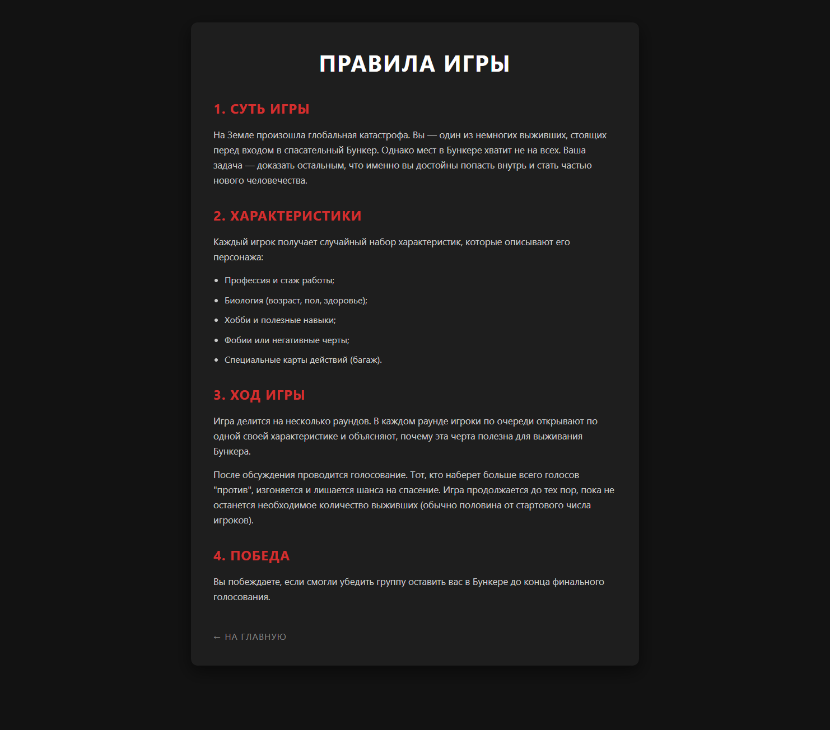 ПРАВИЛА ИГРЫ
1. СУТЬ ИГРЫ
На Земле произошла глобальная катастрофа. Вы — один из немногих выживших, стоящих
перед входом в спасательный Бункер. Однако мест в Бункере хватит не на всех. Ваша
задача — доказать остальным, что именно вы достойны попасть внутрь и стать частью
нового человечества.
2. ХАРАКТЕРИСТИКИ
Каждый игрок получает случайный набор характеристик, которые описывают его
персонажа:
• Профессия и стаж работы;
• Биология (возраст, пол, здоровье);
• Хобби и полезные навыки;
• Фобии или негативные черты;
• Специальные карты действий (багаж).
3. ХОД ИГРЫ
Игра делится на несколько раундов. В каждом раунде игроки по очереди открывают по
одной своей характеристике и объясняют, почему эта черта полезна для выживания
Бункера.
После обсуждения проводится голосование. Тот, кто наберет больше всего голосов
"против", изгоняется и лишается шанса на спасение. Игра продолжается до тех пор, пока не
останется необходимое количество выживших (обычно половина от стартового числа
игроков).
4. ПОБЕДА
Вы побеждаете, если смогли убедить группу оставить вас в Бункере до конца финального
голосования.
← НА ГЛАВНУЮ